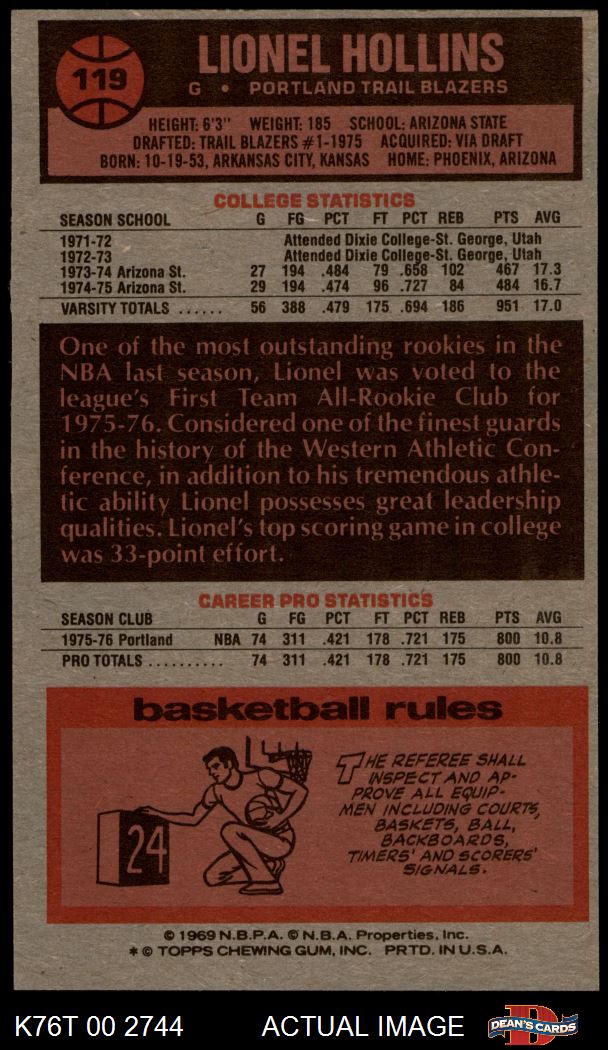 119
LIONEL HOLLINS
G • PORTLAND TRAIL BLAZERS
HEIGHT: 6'3" WEIGHT: 185 SCHOOL: ARIZONA STATE
DRAFTED: TRAIL BLAZERS #1-1975 ACQUIRED: VIA DRAFT
BORN: 10-19-53, ARKANSAS CITY, KANSAS HOME: PHOENIX, ARIZONA
COLLEGE STATISTICS
SEASON SCHOOL G FG PCT FT PCT REB PTS AVG
1971-72 Attended Dixie College-St. George, Utah
1972-73 Attended Dixie College-St. George, Utah
1973-74 Arizona St. 27 194 .484 79 .658 102 467 17.3
1974-75 Arizona St. 29 194 .474 96 .727 84 484 16.7
VARSITY TOTALS ...... 56 388 .479 175 .694 186 951 17.0
One of the most outstanding rookies in the
NBA last season, Lionel was voted to the
league's First Team All-Rookie Club for
1975-76. Considered one of the finest guards
in the history of the Western Athletic Con-
ference, in addition to his tremendous athle-
tic ability Lionel possesses great leadership
qualities. Lionel's top scoring game in college
was 33-point effort.
CAREER PRO STATISTICS
SEASON CLUB G FG PCT FT PCT REB PTS AVG
1975-76 Portland NBA 74 311 .421 178 .721 175 800 10.8
PRO TOTALS .......... 74 311 .421 178 .721 175 800 10.8
basketball rules
THE REFEREE SHALL
INSPECT AND AP-
PROVE ALL EQUIP-
MEN INCLUDING COURTS,
BASKETS, BALL,
BACKBOARDS,
TIMERS' AND SCORERS'
SIGNALS.
24
© 1969 N.B.P.A. © N.B.A. Properties, Inc.
* © TOPPS CHEWING GUM, INC. PRTD. IN U.S.A.
K76T 00 2744 ACTUAL IMAGE
D
DEAN'S CARDS